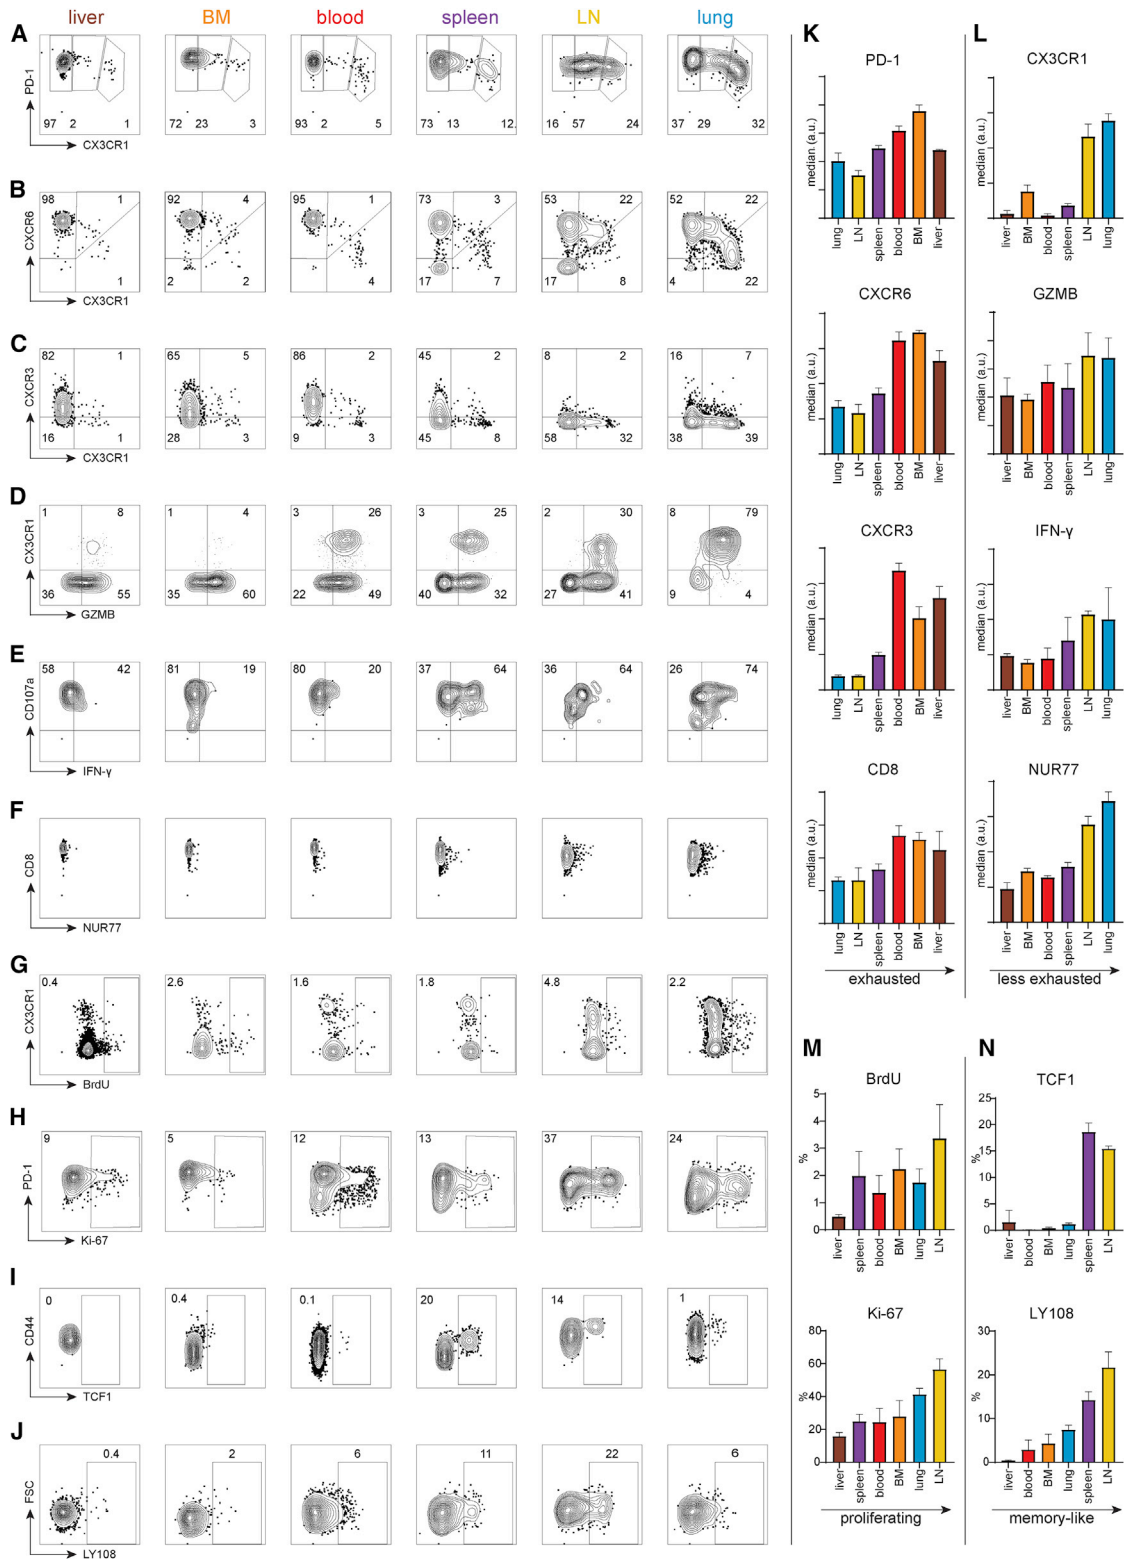 liver BM blood spleen LN lung
A
PD-1
CX3CR1
97 2 1
72 23 3
93 2 5
73 13 12
16 57 24
37 29 32
B
CXCR6
CX3CR1
98 1 1
92 4 2 2
95 1 4
73 3 17 7
53 22 17 8
52 22 4 22
C
CXCR3
CX3CR1
82 1 16 1
65 5 28 3
86 2 9 3
45 2 45 8
8 2 58 32
16 7 38 39
D
CX3CR1
GZMB
1 8 36 55
1 4 35 60
3 26 22 49
3 25 40 32
2 30 27 41
8 79 9 4
E
CD107a
IFN-γ
58 42
81 19
80 20
37 64
36 64
26 74
F
CD8
NUR77
G
CX3CR1
BrdU
0.4 2.6 1.6 1.8 4.8 2.2
H
PD-1
Ki-67
9 5 12 13 37 24
I
CD44
TCF1
0 0.4 0.1 20 14 1
J
FSC
LY108
0.4 2 6 11 22 6
K
PD-1
median (a.u.)
lung LN spleen blood BM liver
CXCR6
median (a.u.)
lung LN spleen blood BM liver
CXCR3
median (a.u.)
lung LN spleen blood BM liver
CD8
median (a.u.)
lung LN spleen blood BM liver
exhausted
L
CX3CR1
median (a.u.)
liver BM blood spleen LN lung
GZMB
median (a.u.)
liver BM blood spleen LN lung
IFN-γ
median (a.u.)
liver BM blood spleen LN lung
NUR77
median (a.u.)
liver BM blood spleen LN lung
less exhausted
M
BrdU
%
5
4
3
2
1
0
liver spleen blood BM lung LN
Ki-67
%
80
60
40
20
0
liver spleen blood BM lung LN
proliferating
N
TCF1
%
25
20
15
10
5
0
liver blood BM lung spleen LN
LY108
%
30
20
10
0
liver blood BM lung spleen LN
memory-like